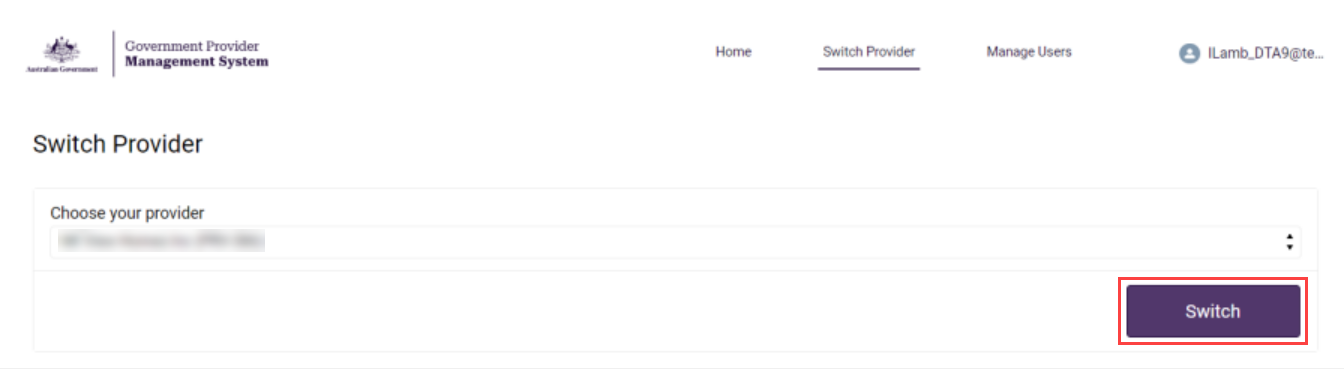 Australian Government
Government Provider
Management System
Home
Switch Provider
Manage Users
ILamb_DTA9@te...
Switch Provider
Choose your provider
Switch